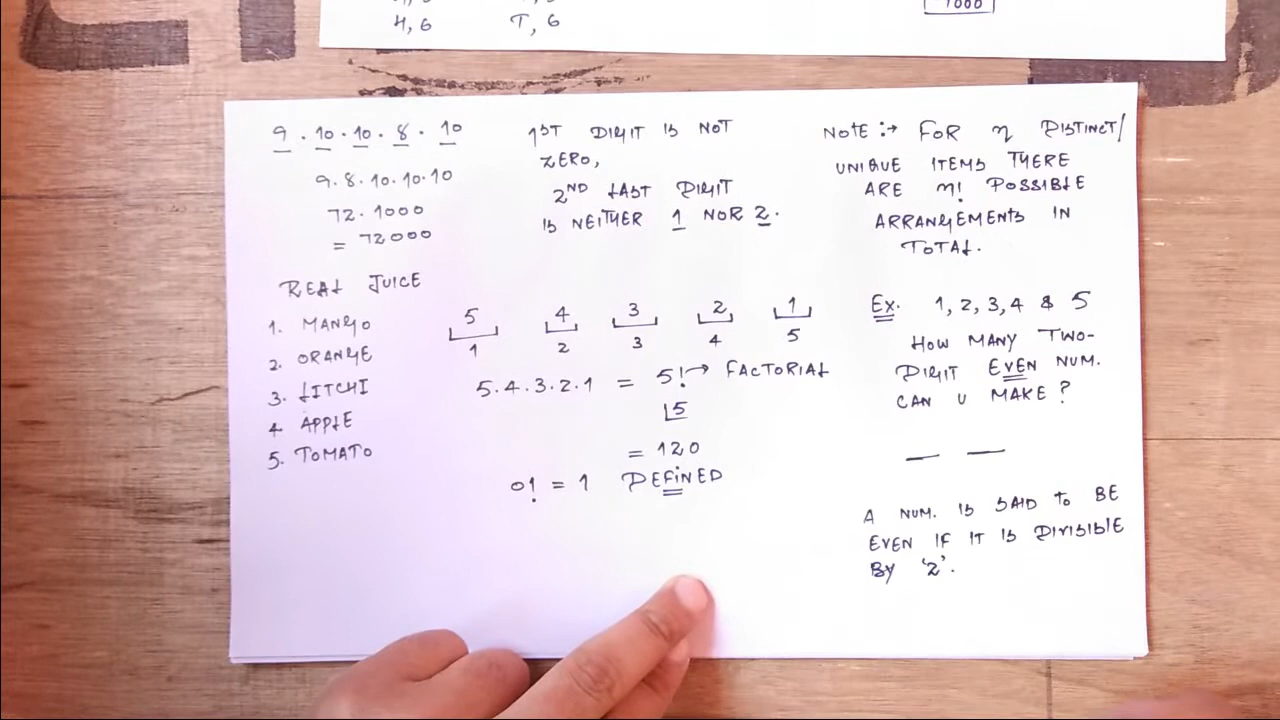 4, 6 T, 6
1000
9 . 10 . 10 . 8 . 10
9.8.10.10.10
72.1000
= 72000
1ST DIGIT IS NOT
ZERO,
2ND LAST DIGIT
IS NEITHER 1 NOR 2.
NOTE :→ FOR n DISTINCT/
UNIQUE ITEMS THERE
ARE n! POSSIBLE
ARRANGEMENTS IN
TOTAL.
REAL JUICE
1. MANGO
2. ORANGE
3. LITCHI
4. APPLE
5. TOMATO
5 4 3 2 1
1 2 3 4 5
5.4.3.2.1 = 5! → FACTORIAL
⌊5
= 120
0! = 1 DEFINED
Ex. 1, 2, 3, 4 & 5
HOW MANY TWO-
DIGIT EVEN NUM.
CAN U MAKE ?
A NUM. IS SAID TO BE
EVEN IF IT IS DIVISIBLE
BY '2'.